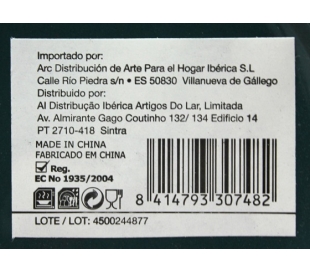 Importado por:
Arc Distribución de Arte Para el Hogar Ibérica S.L
Calle Río Piedra s/n • ES 50830 Villanueva de Gállego
Distribuido por:
Al Distribução Ibérica Artigos Do Lar, Limitada
Av. Almirante Gago Coutinho 132/ 134 Edificio 14
PT 2710-418 Sintra
MADE IN CHINA
FABRICADO EM CHINA
Reg.
EC No 1935/2004
8 414793 307482
LOTE / LOT: 4500244877